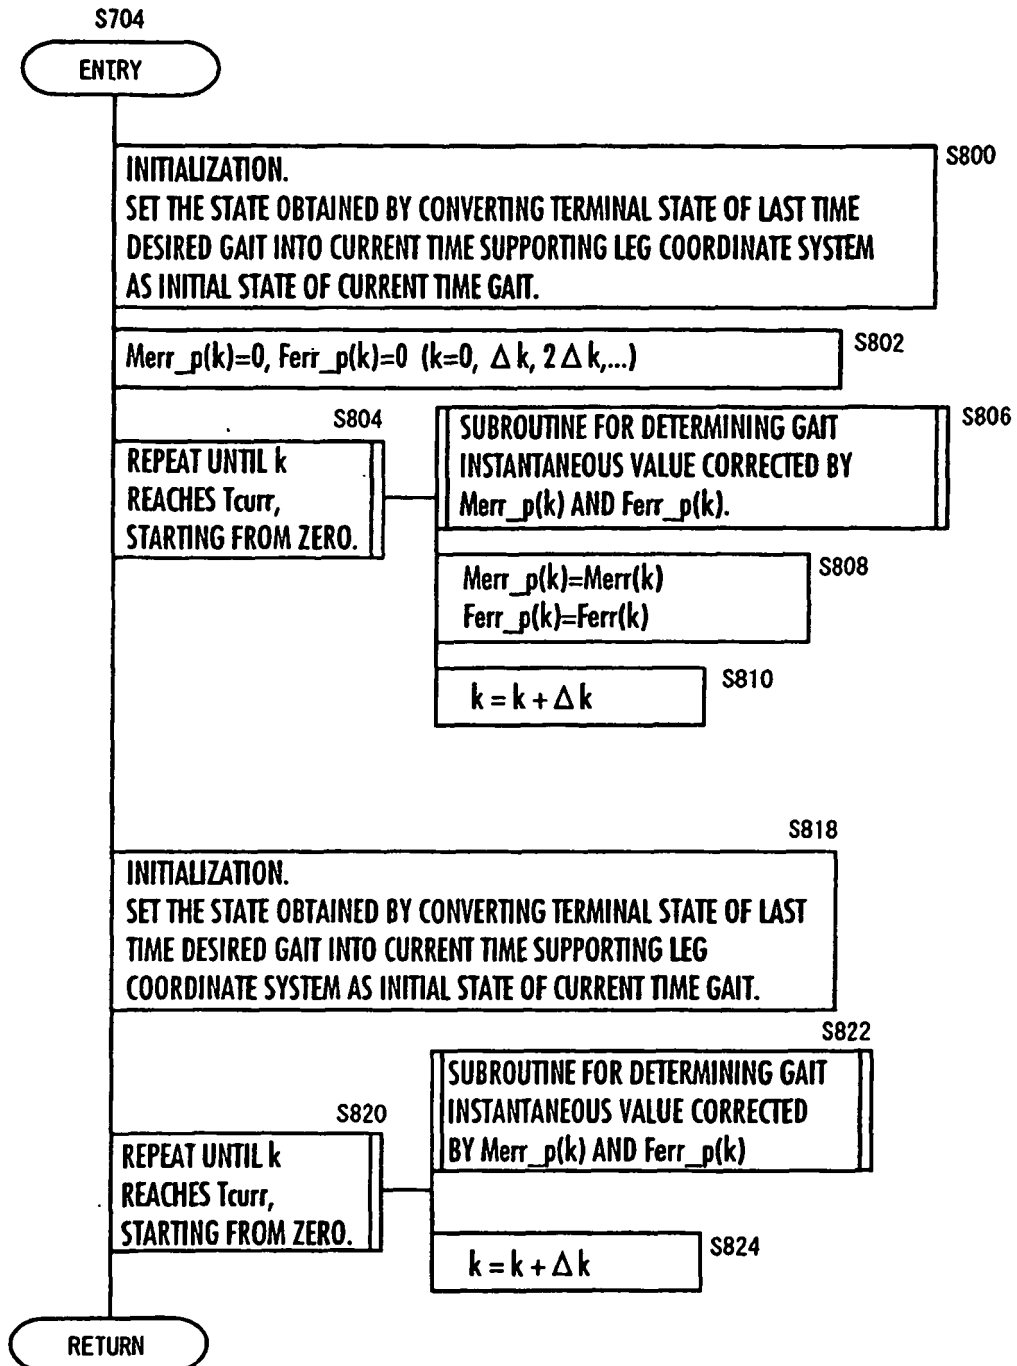 S704
ENTRY
S800
INITIALIZATION.
SET THE STATE OBTAINED BY CONVERTING TERMINAL STATE OF LAST TIME
DESIRED GAIT INTO CURRENT TIME SUPPORTING LEG COORDINATE SYSTEM
AS INITIAL STATE OF CURRENT TIME GAIT.
S802
Merr_p(k)=0, Ferr_p(k)=0 (k=0, Δk, 2Δk,...)
S804
REPEAT UNTIL k
REACHES Tcurr,
STARTING FROM ZERO.
S806
SUBROUTINE FOR DETERMINING GAIT
INSTANTANEOUS VALUE CORRECTED BY
Merr_p(k) AND Ferr_p(k).
S808
Merr_p(k)=Merr(k)
Ferr_p(k)=Ferr(k)
S810
k = k + Δk
S818
INITIALIZATION.
SET THE STATE OBTAINED BY CONVERTING TERMINAL STATE OF LAST
TIME DESIRED GAIT INTO CURRENT TIME SUPPORTING LEG
COORDINATE SYSTEM AS INITIAL STATE OF CURRENT TIME GAIT.
S820
REPEAT UNTIL k
REACHES Tcurr,
STARTING FROM ZERO.
S822
SUBROUTINE FOR DETERMINING GAIT
INSTANTANEOUS VALUE CORRECTED
BY Merr_p(k) AND Ferr_p(k)
S824
k = k + Δk
RETURN